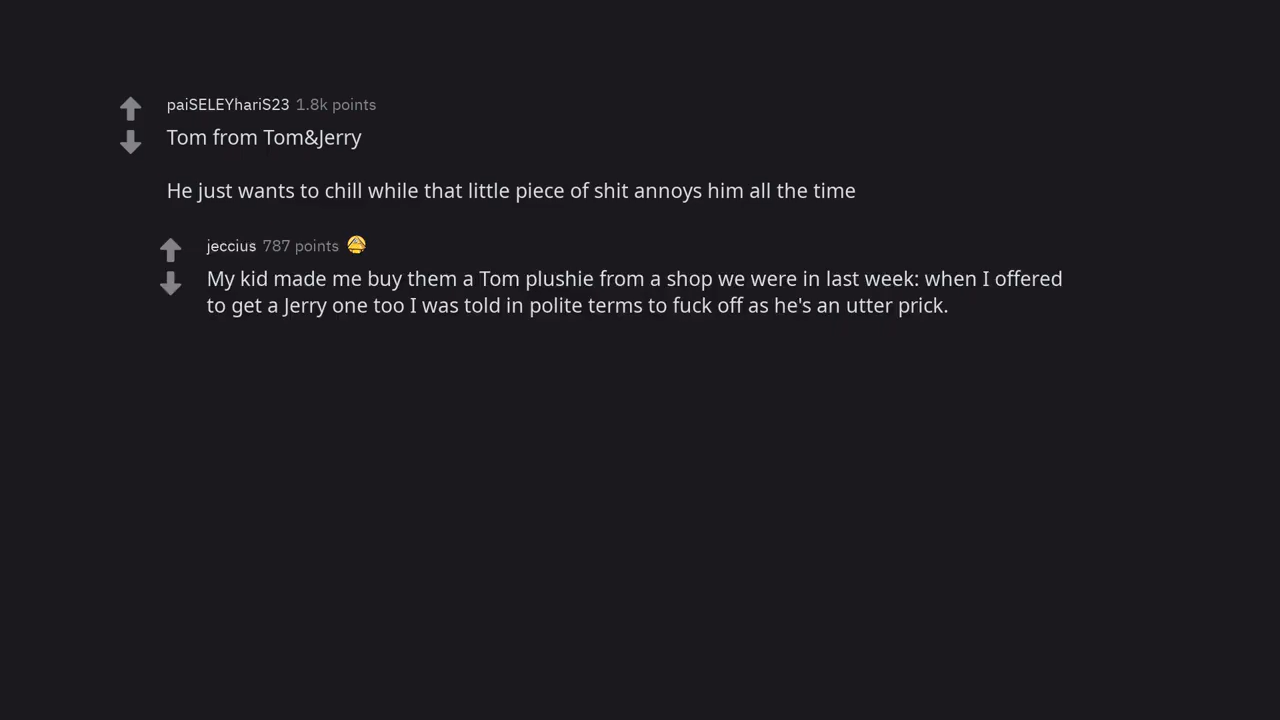 paiSELEYhariS23 1.8k points
Tom from Tom&Jerry
He just wants to chill while that little piece of shit annoys him all the time
jeccius 787 points
My kid made me buy them a Tom plushie from a shop we were in last week: when I offered
to get a Jerry one too I was told in polite terms to fuck off as he's an utter prick.